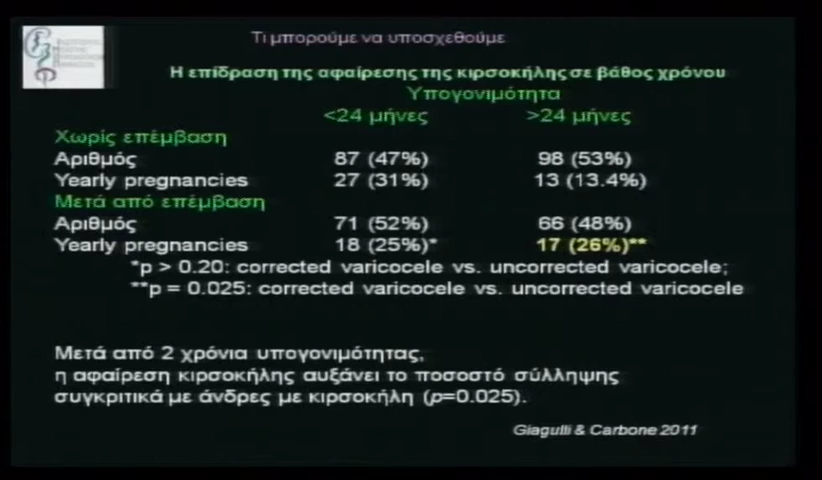 Τι μπορούμε να υποσχεθούμε
Η επίδραση της αφαίρεσης της κιρσοκήλης σε βάθος χρόνου
Υπογονιμότητα
<24 μήνες >24 μήνες
Χωρίς επέμβαση
Αριθμός 87 (47%) 98 (53%)
Yearly pregnancies 27 (31%) 13 (13.4%)
Μετά από επέμβαση
Αριθμός 71 (52%) 66 (48%)
Yearly pregnancies 18 (25%)* 17 (26%)**
*p > 0.20: corrected varicocele vs. uncorrected varicocele;
**p = 0.025: corrected varicocele vs. uncorrected varicocele
Μετά από 2 χρόνια υπογονιμότητας,
η αφαίρεση κιρσοκήλης αυξάνει το ποσοστό σύλληψης
συγκριτικά με άνδρες με κιρσοκήλη (p=0.025).
Giagulli & Carbone 2011